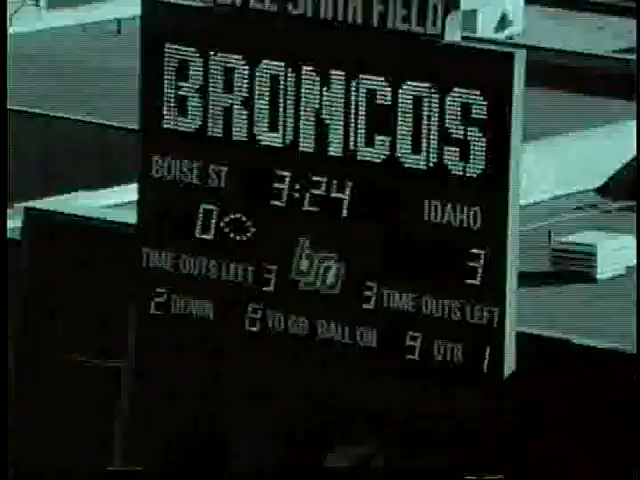 SMITH FIELD
BRONCOS
BOISE ST 3:24 IDAHO
0 3
TIME OUTS LEFT 3 3 TIME OUTS LEFT
2 DOWN 8 TO GO BALL ON 9 QTR 1